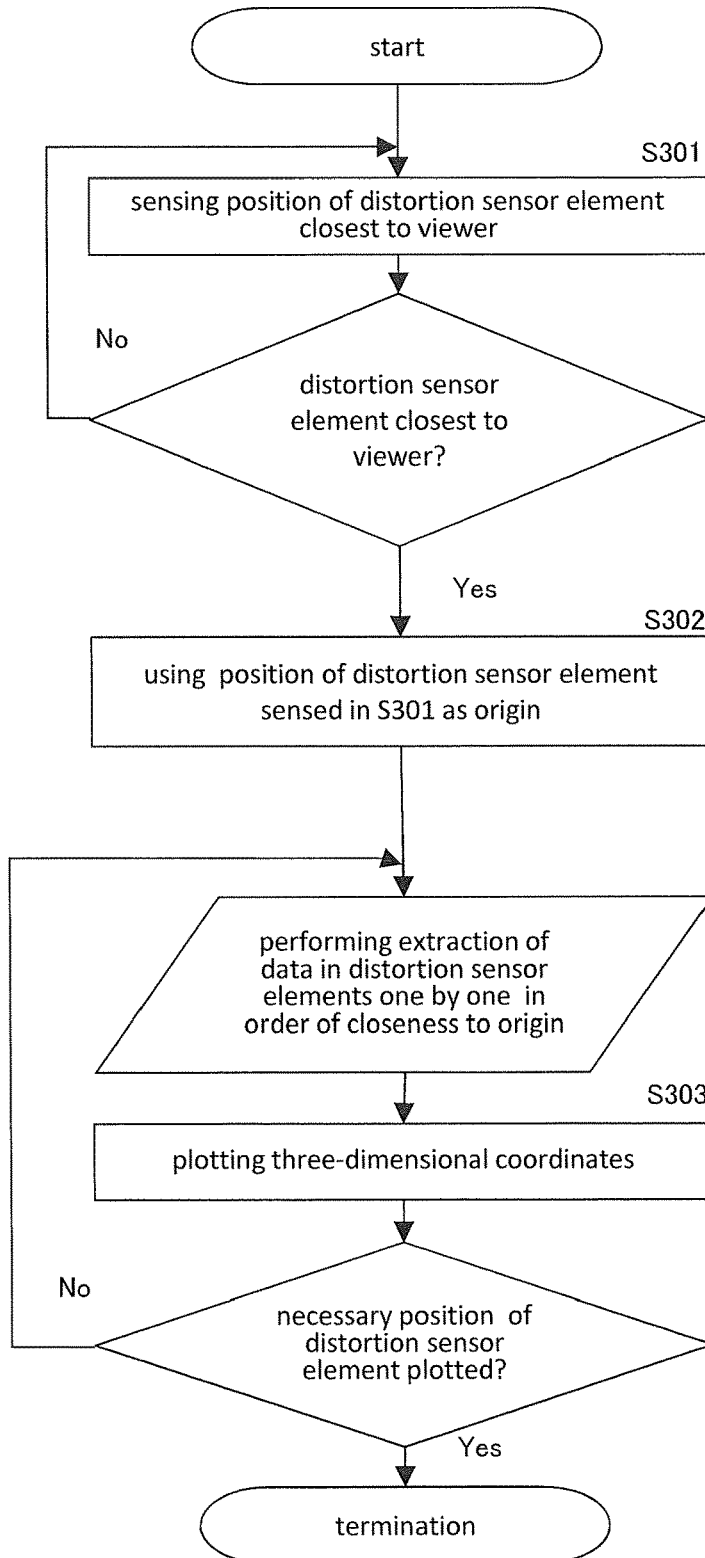 start
S301
sensing position of distortion sensor element
closest to viewer
No
distortion sensor
element closest to
viewer?
Yes
S302
using position of distortion sensor element
sensed in S301 as origin
performing extraction of
data in distortion sensor
elements one by one in
order of closeness to origin
S303
plotting three-dimensional coordinates
No
necessary position of
distortion sensor
element plotted?
Yes
termination